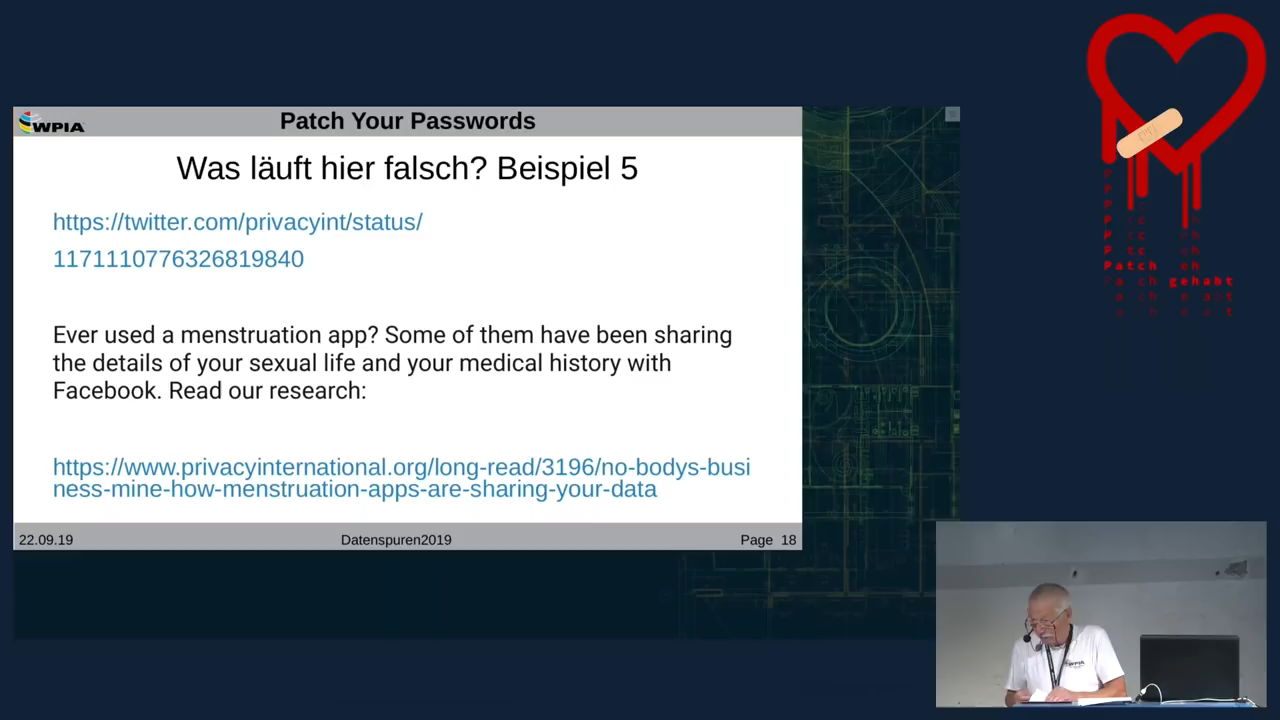 WPIA
Patch Your Passwords
Was läuft hier falsch? Beispiel 5
https://twitter.com/privacyint/status/
1171110776326819840
Ever used a menstruation app? Some of them have been sharing
the details of your sexual life and your medical history with
Facebook. Read our research:
https://www.privacyinternational.org/long-read/3196/no-bodys-busi
ness-mine-how-menstruation-apps-are-sharing-your-data
22.09.19
Datenspuren2019
Page 18
Patch
gehabt
WPIA